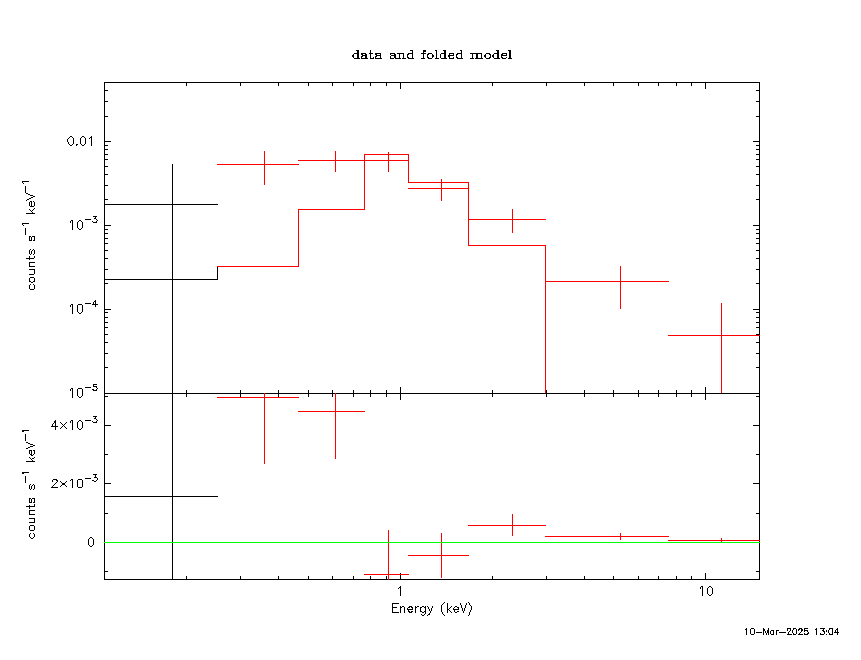 data and folded model
counts s⁻¹ keV⁻¹
0.01
10⁻³
10⁻⁴
10⁻⁵
counts s⁻¹ keV⁻¹
4×10⁻³
2×10⁻³
0
1 10
Energy (keV)
10-Mar-2025 13:04